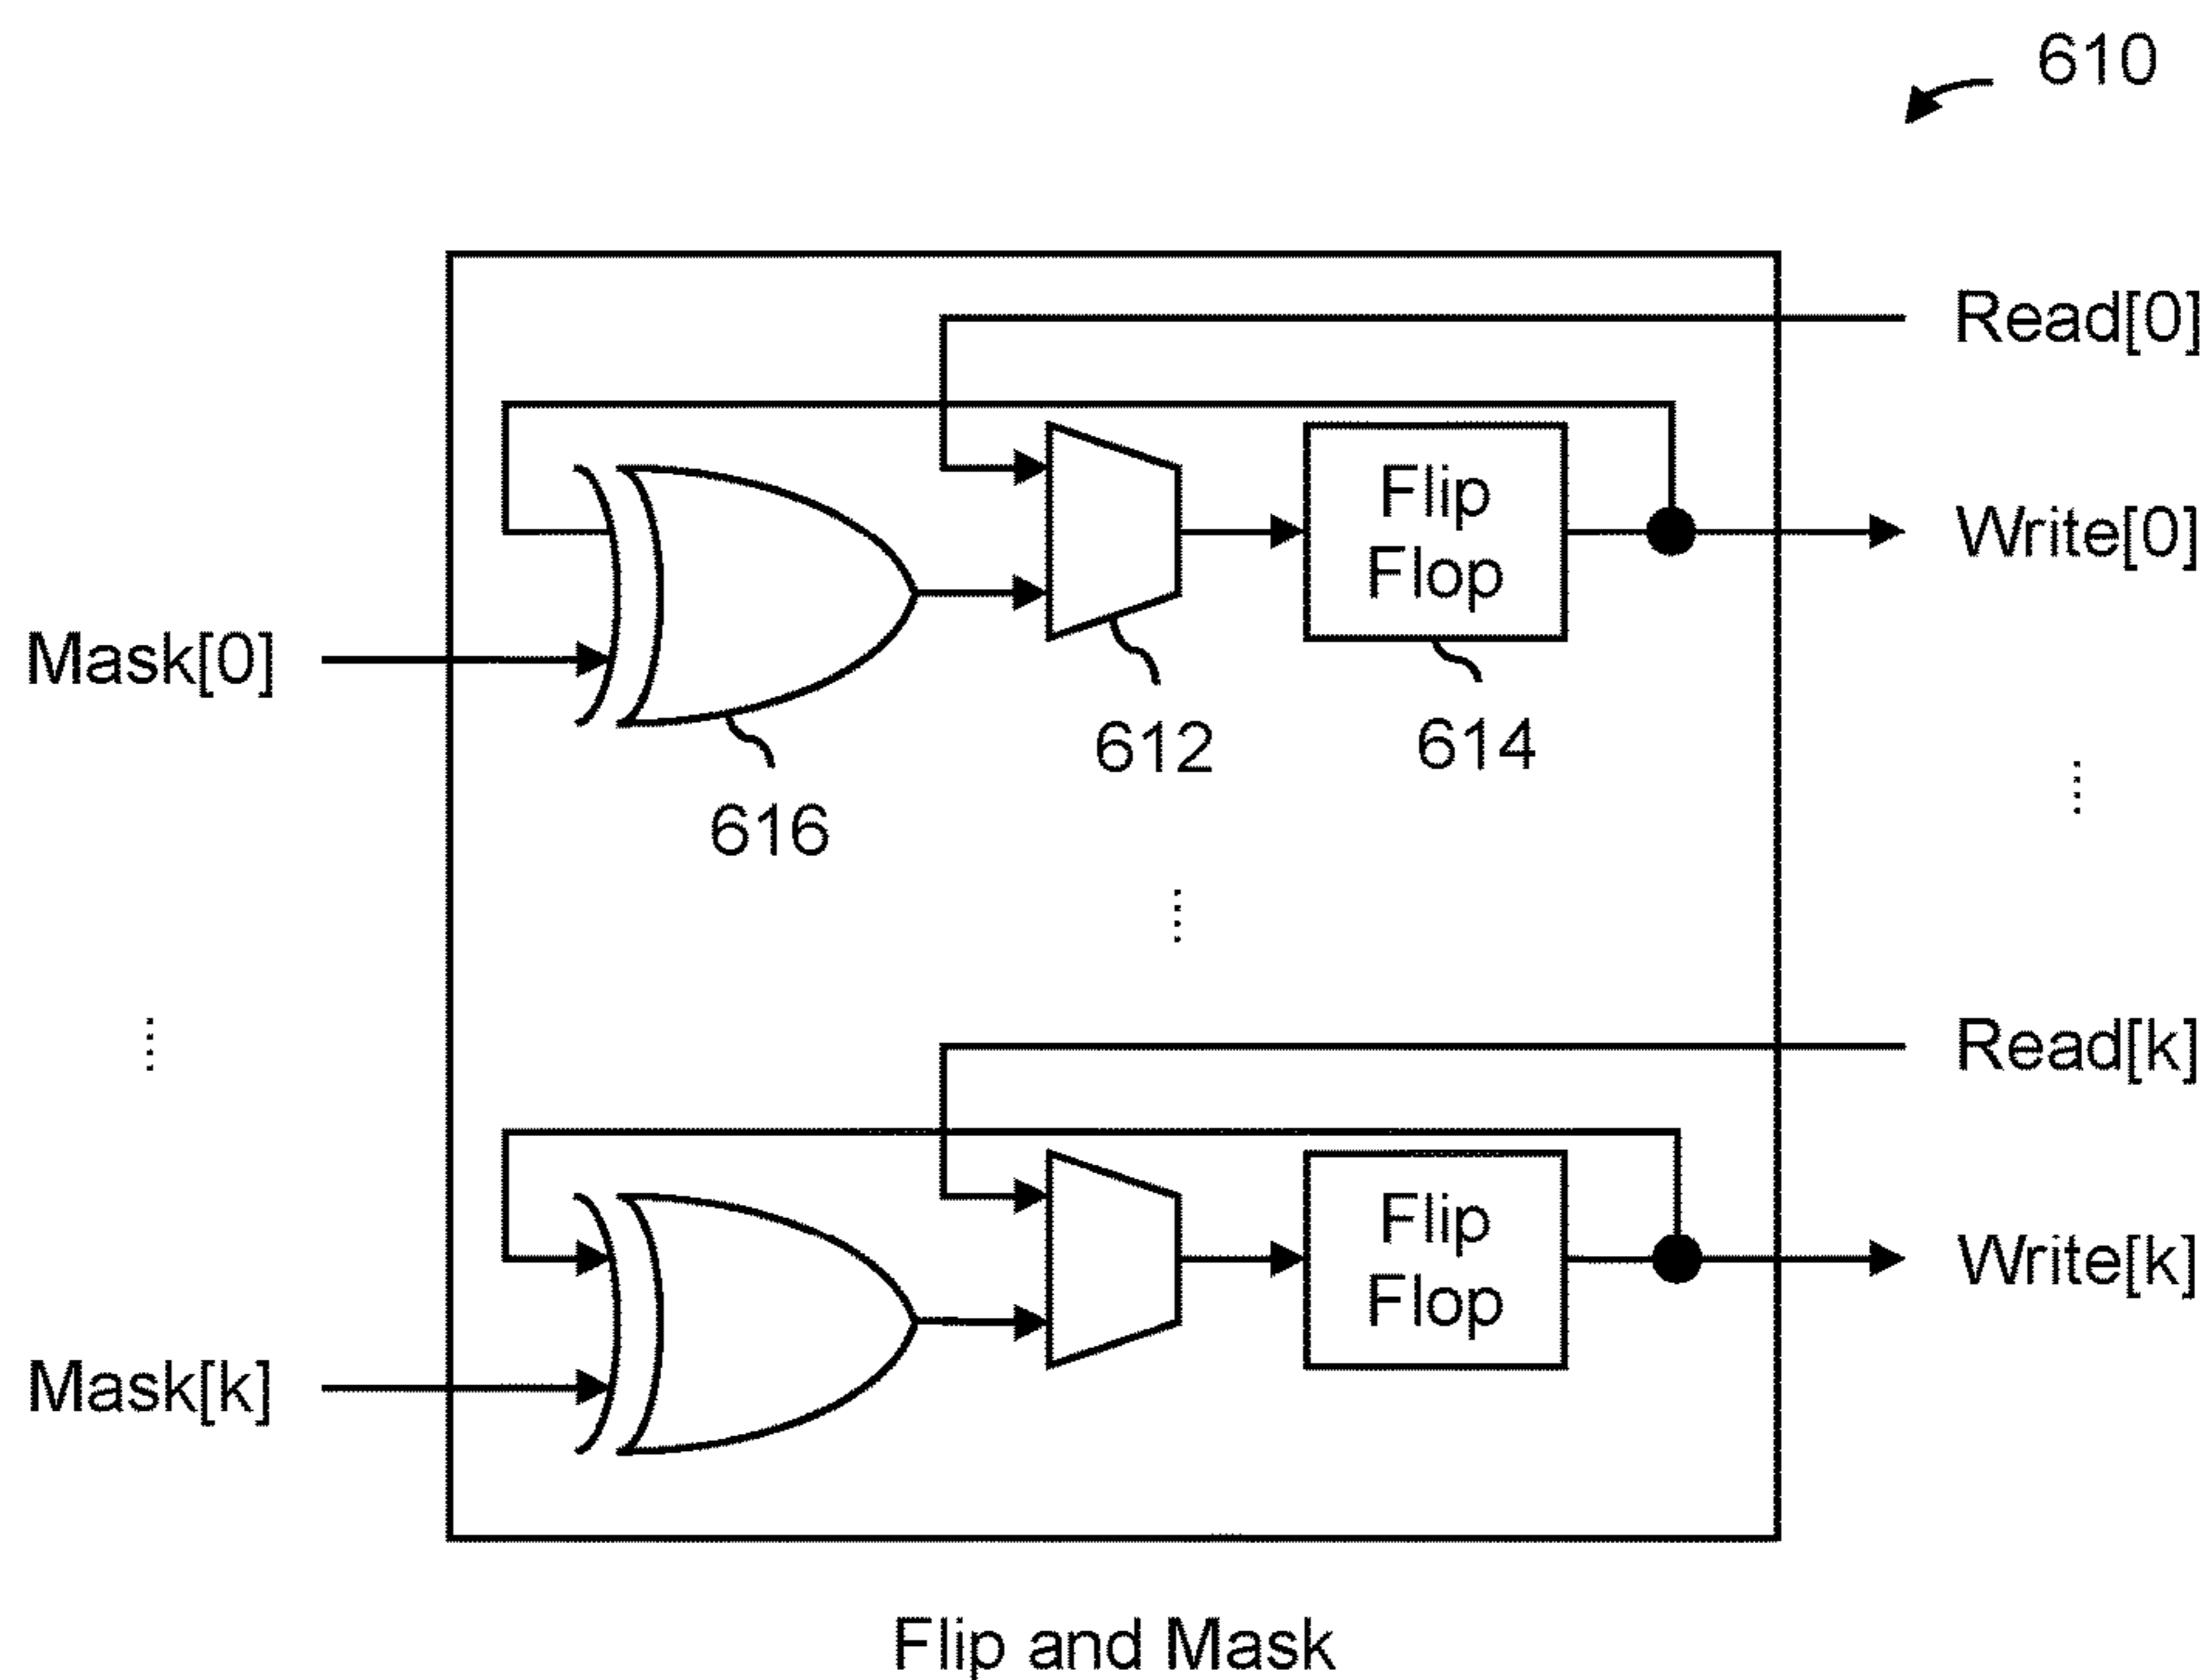 610
Read[0]
Flip
Flop
Write[0]
Mask[0]
612
614
616
Read[k]
Flip
Flop
Write[k]
Mask[k]
Flip and Mask